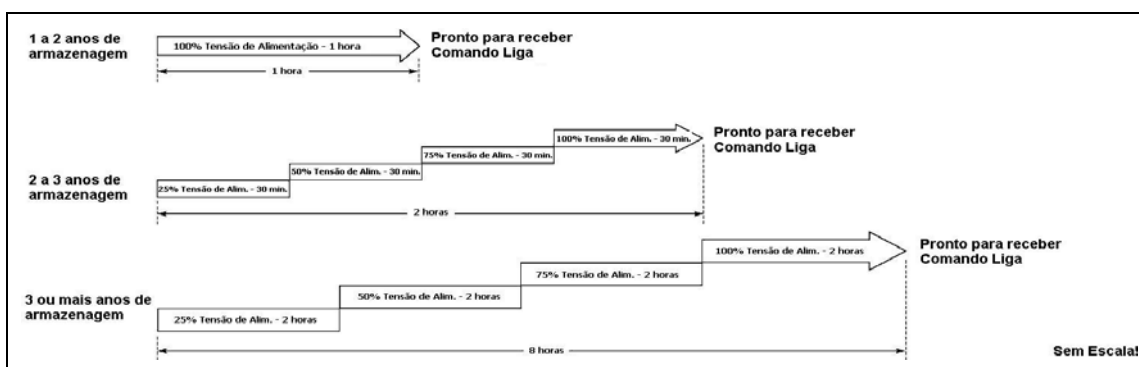 1 a 2 anos de
armazenagem
100% Tensão de Alimentação - 1 hora
Pronto para receber
Comando Liga
1 hora
2 a 3 anos de
armazenagem
25% Tensão de Alim. - 30 min.
50% Tensão de Alim. - 30 min.
75% Tensão de Alim. - 30 min.
100% Tensão de Alim. - 30 min.
Pronto para receber
Comando Liga
2 horas
3 ou mais anos de
armazenagem
25% Tensão de Alim. - 2 horas
50% Tensão de Alim. - 2 horas
75% Tensão de Alim. - 2 horas
100% Tensão de Alim. - 2 horas
Pronto para receber
Comando Liga
8 horas
Sem Escala!